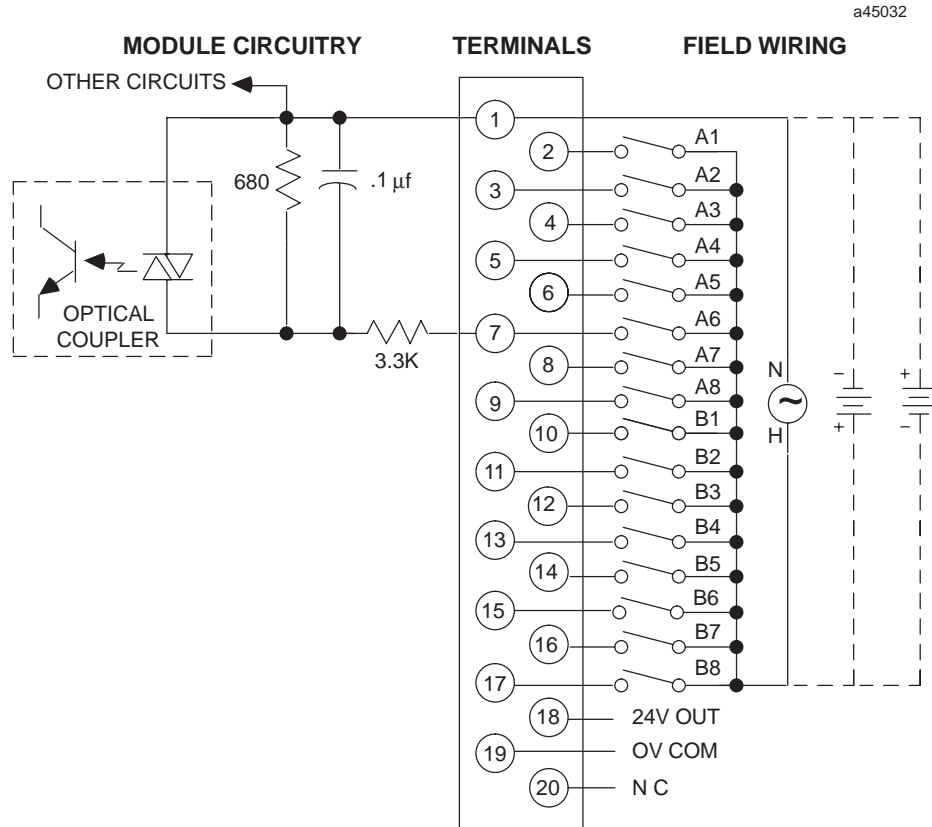 a45032
MODULE CIRCUITRY TERMINALS FIELD WIRING
OTHER CIRCUITS
1
2 A1
680 .1 µf
3 A2
4 A3
5 A4
6 A5
OPTICAL
COUPLER
3.3K
7 A6
8 A7
9 A8
10 B1
N
~
H
–
+
+
–
11 B2
12 B3
13 B4
14 B5
15 B6
16 B7
17 B8
18 24V OUT
19 OV COM
20 N C